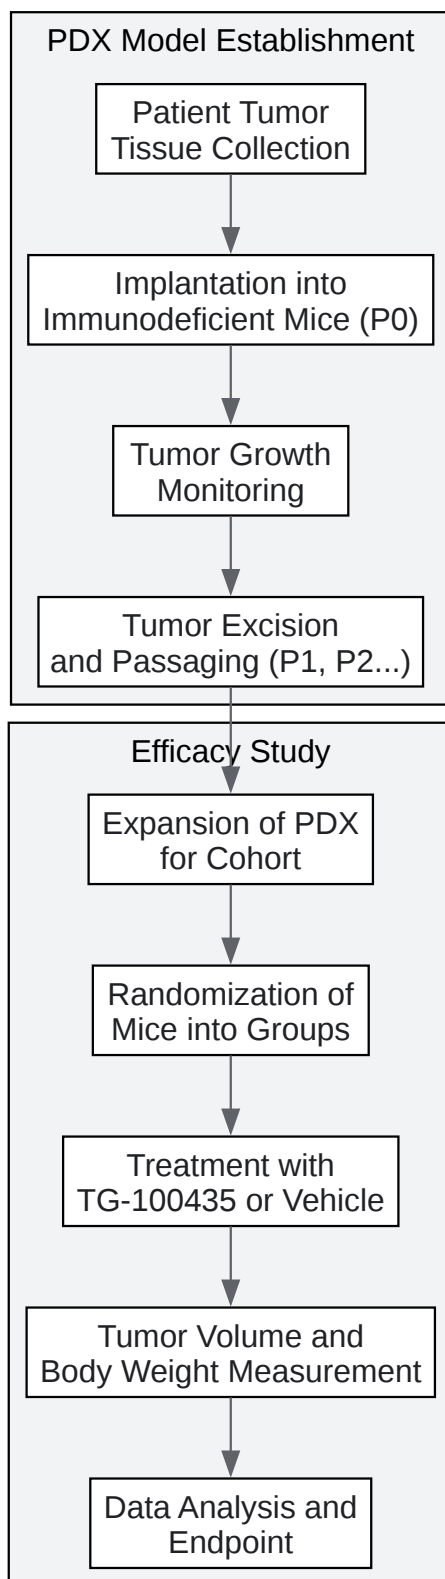 PDX Model Establishment
Patient Tumor
Tissue Collection
Implantation into
Immunodeficient Mice (P0)
Tumor Growth
Monitoring
Tumor Excision
and Passaging (P1, P2...)
Efficacy Study
Expansion of PDX
for Cohort
Randomization of
Mice into Groups
Treatment with
TG-100435 or Vehicle
Tumor Volume and
Body Weight Measurement
Data Analysis and
Endpoint